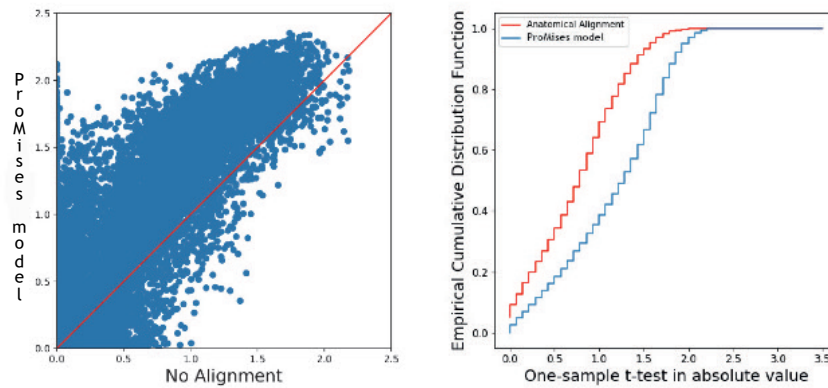 2.5
2.0
1.5
1.0
0.5
0.0
ProMises model
0.0 0.5 1.0 1.5 2.0 2.5
No Alignment
Anatomical Alignment
ProMises model
1.0
0.8
0.6
0.4
0.2
0.0
Empirical Cumulative Distribution Function
0.0 0.5 1.0 1.5 2.0 2.5 3.0 3.5
One-sample t-test in absolute value